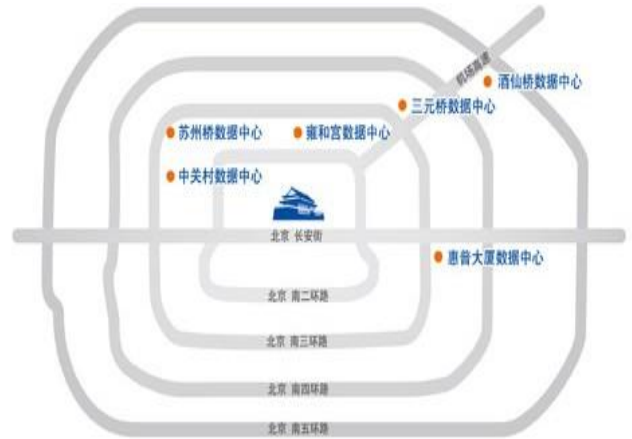 机场高速
酒仙桥数据中心
三元桥数据中心
苏州桥数据中心
雍和宫数据中心
中关村数据中心
北京 长安街
惠普大厦数据中心
北京 南二环路
北京 南三环路
北京 南四环路
北京 南五环路